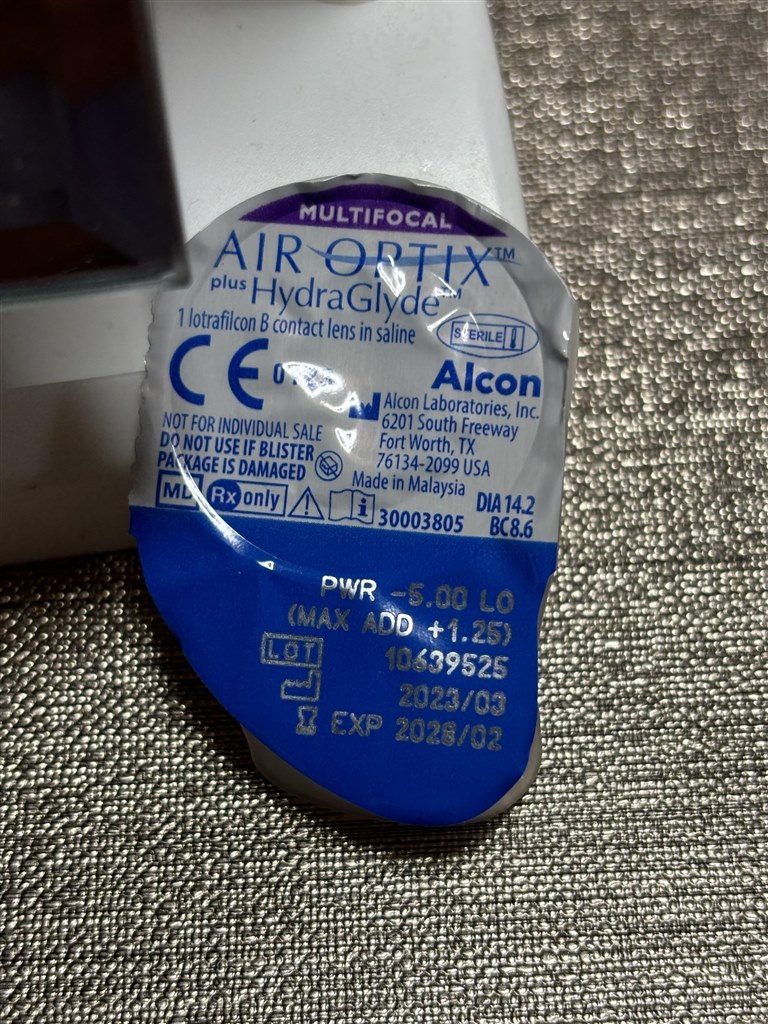 MULTIFOCAL
AIR OPTIX™
plus HydraGlyde™
1 lotrafilcon B contact lens in saline
STERILE
CE
Alcon
Alcon Laboratories, Inc.
6201 South Freeway
Fort Worth, TX
76134-2099 USA
Made in Malaysia
NOT FOR INDIVIDUAL SALE
DO NOT USE IF BLISTER
PACKAGE IS DAMAGED
MD Rx only
30003805
DIA 14.2
BC8.6
PWR -5.00 LO
(MAX ADD +1.25)
LOT 10639525
2023/03
EXP 2028/02